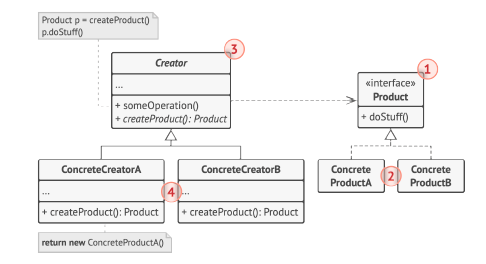 Product p = createProduct()
p.doStuff()
3
Creator
...
+ someOperation()
+ createProduct(): Product
1
«interface»
Product
+ doStuff()
ConcreteCreatorA
...
+ createProduct(): Product
4
ConcreteCreatorB
...
+ createProduct(): Product
Concrete
ProductA
2
Concrete
ProductB
return new ConcreteProductA()